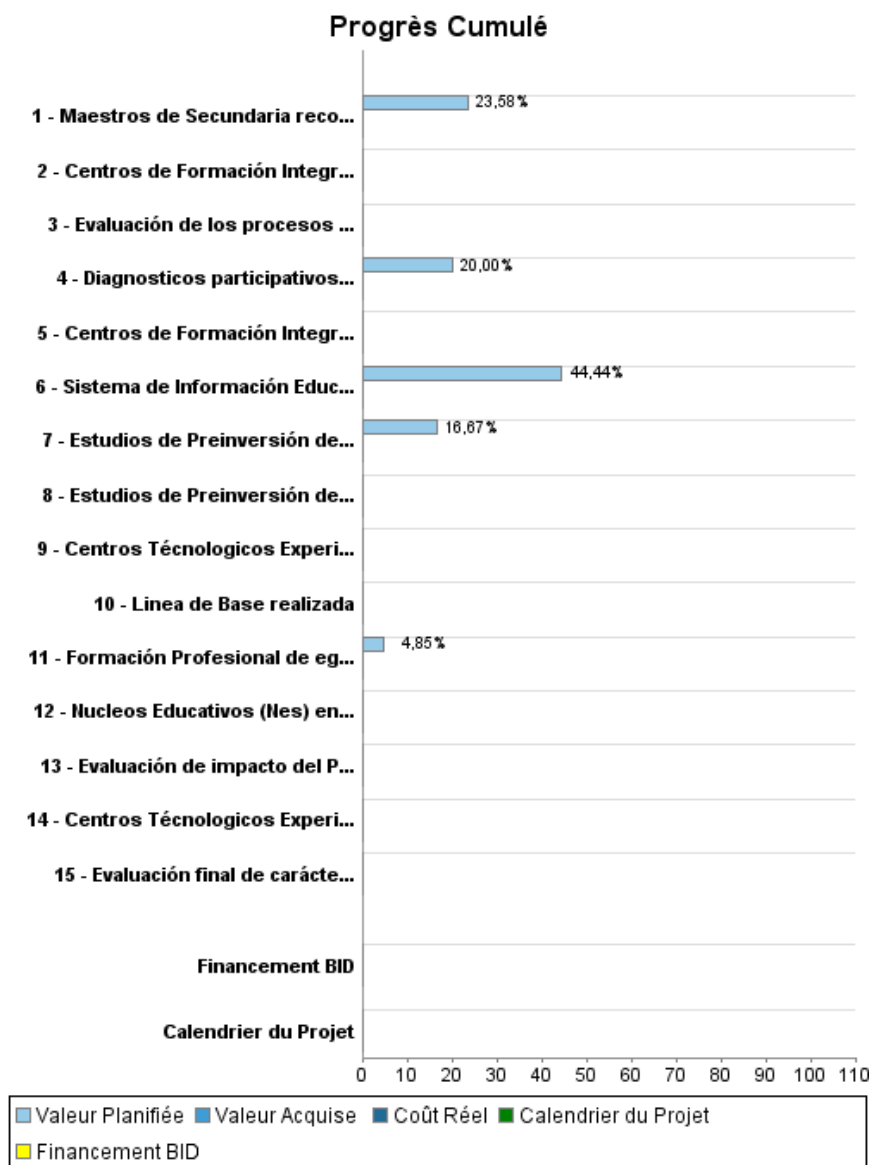 Progrès Cumulé
1 - Maestros de Secundaria reco...
23,58%
2 - Centros de Formación Integr...
3 - Evaluación de los procesos ...
4 - Diagnosticos participativos...
20,00%
5 - Centros de Formación Integr...
6 - Sistema de Información Educ...
44,44%
7 - Estudios de Preinversión de...
16,67%
8 - Estudios de Preinversión de...
9 - Centros Técnologicos Experi...
10 - Linea de Base realizada
11 - Formación Profesional de eg...
4,85%
12 - Nucleos Educativos (Nes) en...
13 - Evaluación de impacto del P...
14 - Centros Técnologicos Experi...
15 - Evaluación final de carácte...
Financement BID
Calendrier du Projet
0 10 20 30 40 50 60 70 80 90 100 110
Valeur Planifiée Valeur Acquise Coût Réel Calendrier du Projet
Financement BID